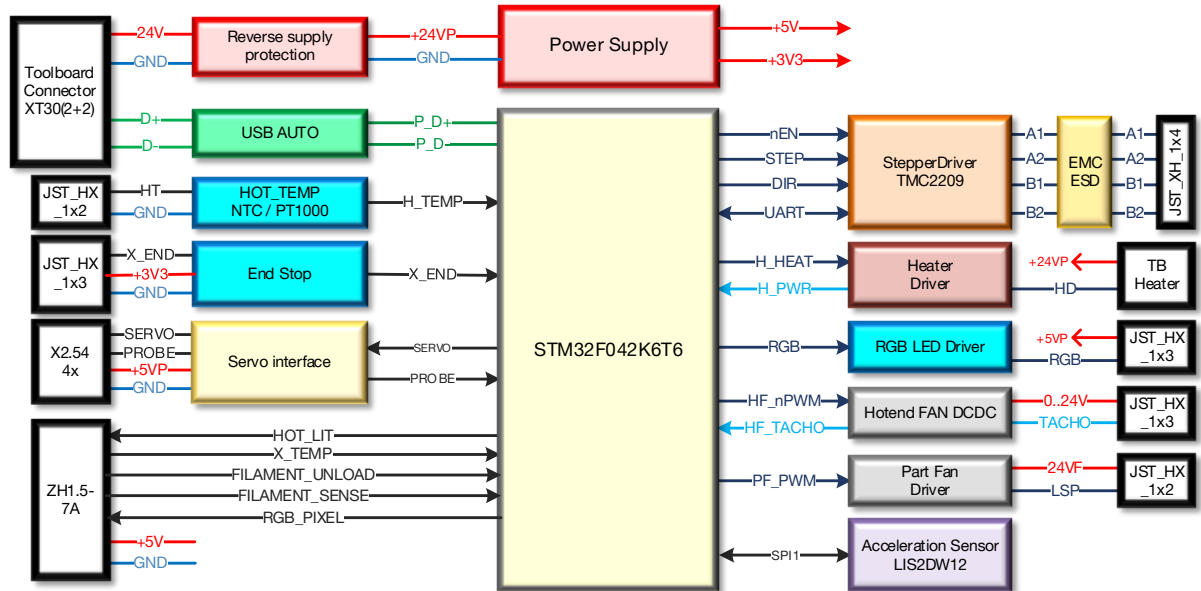 24V
GND
Toolboard
Connector
XT30(2+2)
D+
D-
Reverse supply
protection
+24VP
GND
Power Supply
+5V
+3V3
USB AUTO
P_D+
P_D-
JST_HX
_1x2
HT
GND
HOT_TEMP
NTC / PT1000
H_TEMP
JST_HX
_1x3
X_END
+3V3
GND
End Stop
X_END
X2.54
4x
SERVO
PROBE
+5VP
GND
Servo interface
SERVO
PROBE
ZH1.5-
7A
HOT_LIT
X_TEMP
FILAMENT_UNLOAD
FILAMENT_SENSE
RGB_PIXEL
+5V
GND
STM32F042K6T6
nEN
STEP
DIR
UART
StepperDriver
TMC2209
A1
A2
B1
B2
EMC
ESD
A1
A2
B1
B2
JST_XH_1x4
H_HEAT
H_PWR
Heater
Driver
+24VP
HD
TB
Heater
RGB
RGB LED Driver
+5VP
RGB
JST_HX
_1x3
HF_nPWM
HF_TACHO
Hotend FAN DCDC
0..24V
TACHO
JST_HX
_1x3
PF_PWM
Part Fan
Driver
24VF
LSP
JST_HX
_1x2
SPI1
Acceleration Sensor
LIS2DW12